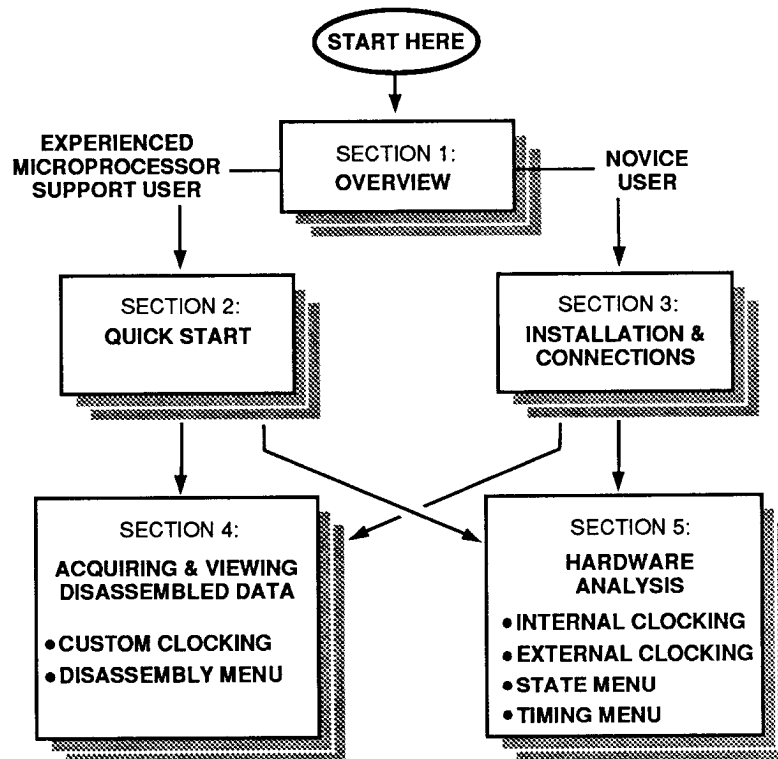 START HERE
EXPERIENCED
MICROPROCESSOR
SUPPORT USER
SECTION 1:
OVERVIEW
NOVICE
USER
SECTION 2:
QUICK START
SECTION 3:
INSTALLATION &
CONNECTIONS
SECTION 4:
ACQUIRING & VIEWING
DISASSEMBLED DATA
• CUSTOM CLOCKING
• DISASSEMBLY MENU
SECTION 5:
HARDWARE
ANALYSIS
• INTERNAL CLOCKING
• EXTERNAL CLOCKING
• STATE MENU
• TIMING MENU